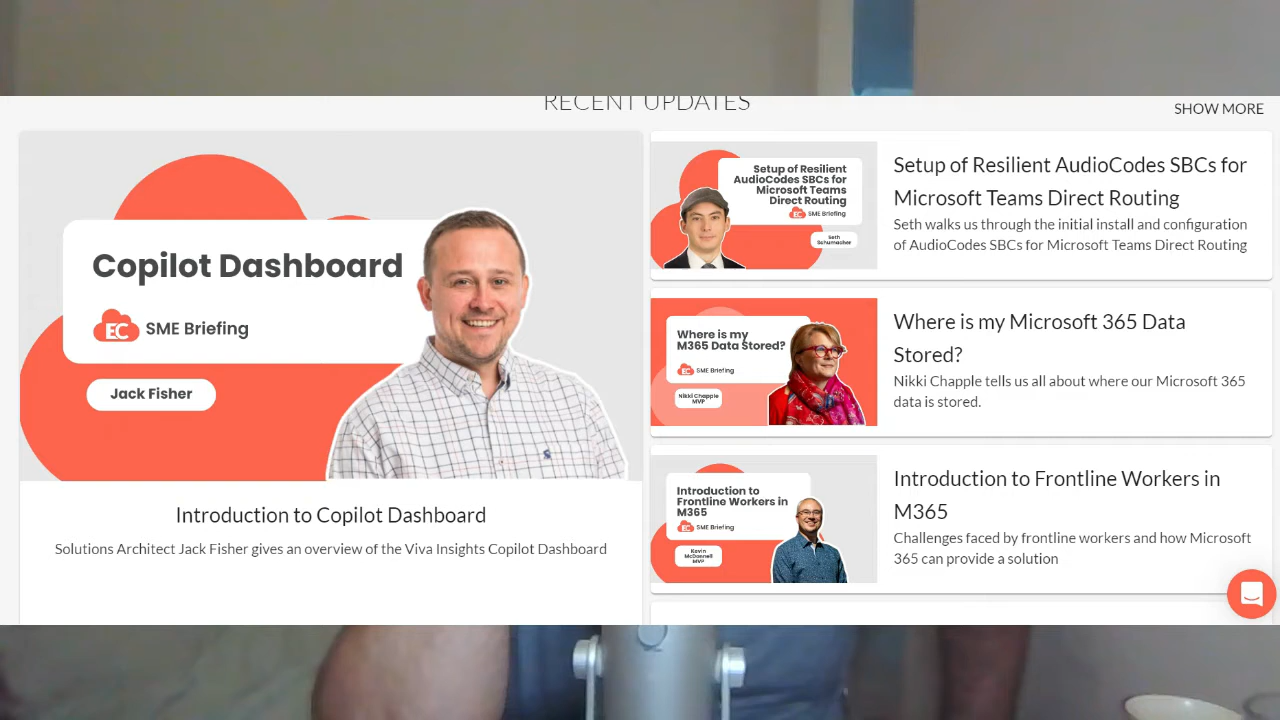 RECENT UPDATES
SHOW MORE
Copilot Dashboard
EC SME Briefing
Jack Fisher
Introduction to Copilot Dashboard
Solutions Architect Jack Fisher gives an overview of the Viva Insights Copilot Dashboard
Setup of Resilient
AudioCodes SBCs for
Microsoft Teams
Direct Routing
EC SME Briefing
Seth
Schumacher
Setup of Resilient AudioCodes SBCs for
Microsoft Teams Direct Routing
Seth walks us through the initial install and configuration
of AudioCodes SBCs for Microsoft Teams Direct Routing
Where is my
M365 Data Stored?
EC SME Briefing
Nikki Chapple
MVP
Where is my Microsoft 365 Data
Stored?
Nikki Chapple tells us all about where our Microsoft 365
data is stored.
Introduction to
Frontline Workers in
M365
EC SME Briefing
Kevin
McDonnell
MVP
Introduction to Frontline Workers in
M365
Challenges faced by frontline workers and how Microsoft
365 can provide a solution